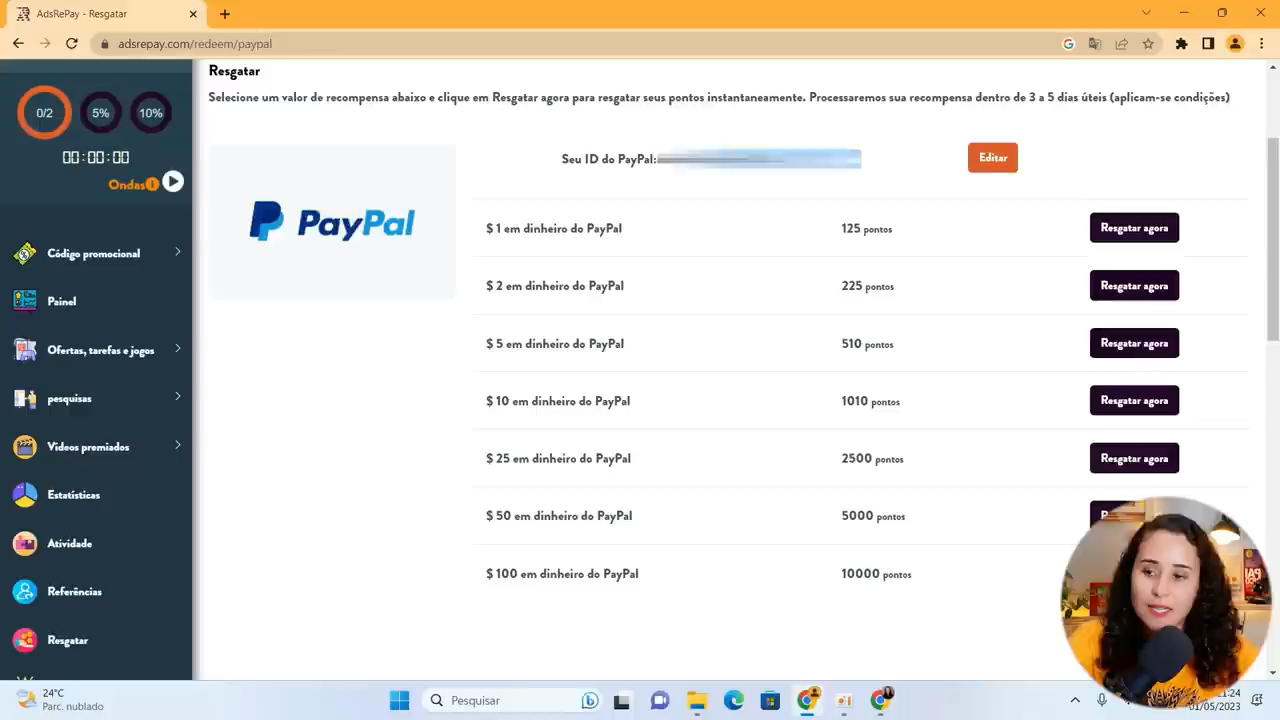 AdsRePay - Resgatar
adsrepay.com/redeem/paypal
0/2
5%
10%
00:00:00
Ondas
Código promocional
Painel
Ofertas, tarefas e jogos
pesquisas
Vídeos premiados
Estatísticas
Atividade
Referências
Resgatar
Resgatar
Selecione um valor de recompensa abaixo e clique em Resgatar agora para resgatar seus pontos instantaneamente. Processaremos sua recompensa dentro de 3 a 5 dias úteis (aplicam-se condições)
PayPal
Seu ID do PayPal:
Editar
$ 1 em dinheiro do PayPal 125 pontos Resgatar agora
$ 2 em dinheiro do PayPal 225 pontos Resgatar agora
$ 5 em dinheiro do PayPal 510 pontos Resgatar agora
$ 10 em dinheiro do PayPal 1010 pontos Resgatar agora
$ 25 em dinheiro do PayPal 2500 pontos Resgatar agora
$ 50 em dinheiro do PayPal 5000 pontos
$ 100 em dinheiro do PayPal 10000 pontos
24°C
Parc. nublado
Pesquisar
11:24
01/05/2023